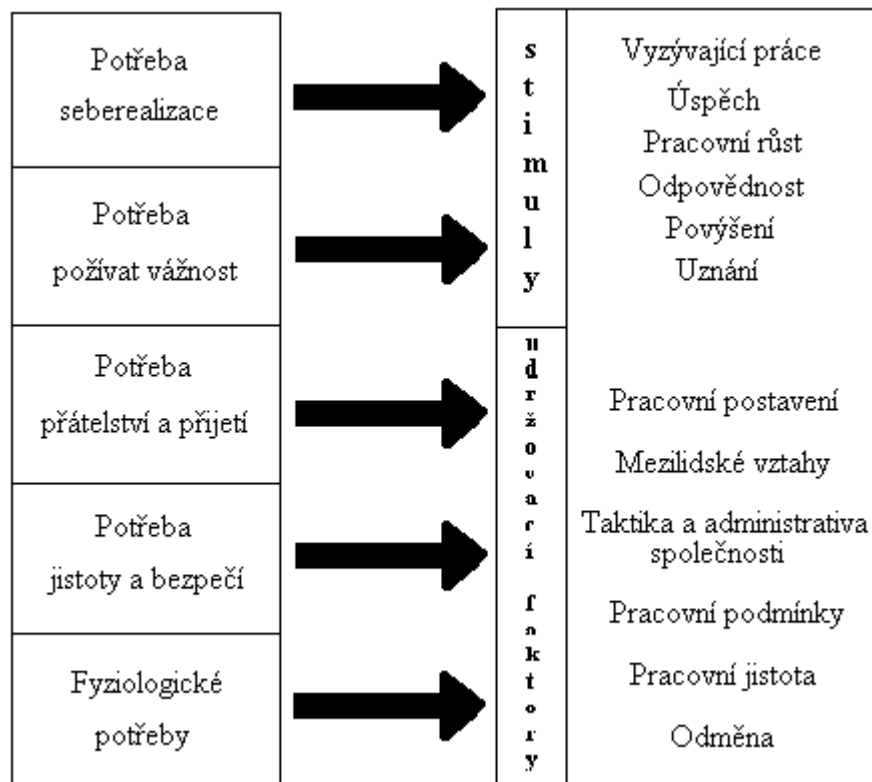 Potřeba
seberealizace
Potřeba
požívat vážnost
Potřeba
přátelství a přijetí
Potřeba
jistoty a bezpečí
Fyziologické
potřeby
stimuly
udržovací faktory
Vyzývající práce
Úspěch
Pracovní růst
Odpovědnost
Povýšení
Uznání
Pracovní postavení
Mezilidské vztahy
Taktika a administrativa
společnosti
Pracovní podmínky
Pracovní jistota
Odměna